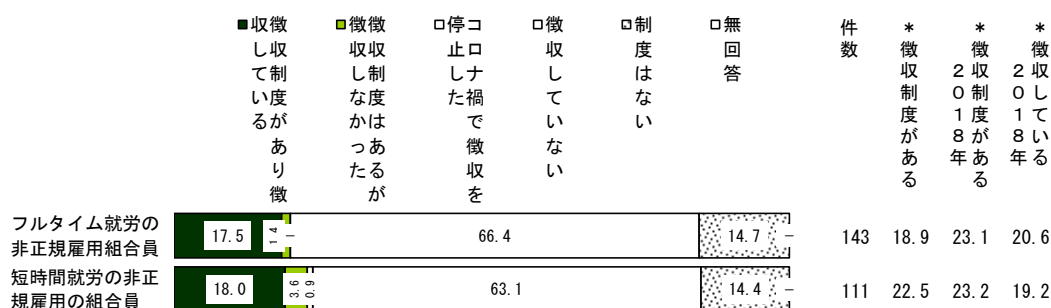 徴収制度があり徴
収している
徴収制度はあるが
徴収しなかった
コロナ禍で徴収を
停止した
徴収していない
制度はない
無回答
件数
*徴収制度がある
*徴収制度がある
2018年
*徴収している
2018年
フルタイム就労の
非正規雇用組合員
17.5 1.4 - 66.4 14.7 - 143 18.9 23.1 20.6
短時間就労の非正
規雇用の組合員
18.0 3.6 0.9 63.1 14.4 - 111 22.5 23.2 19.2